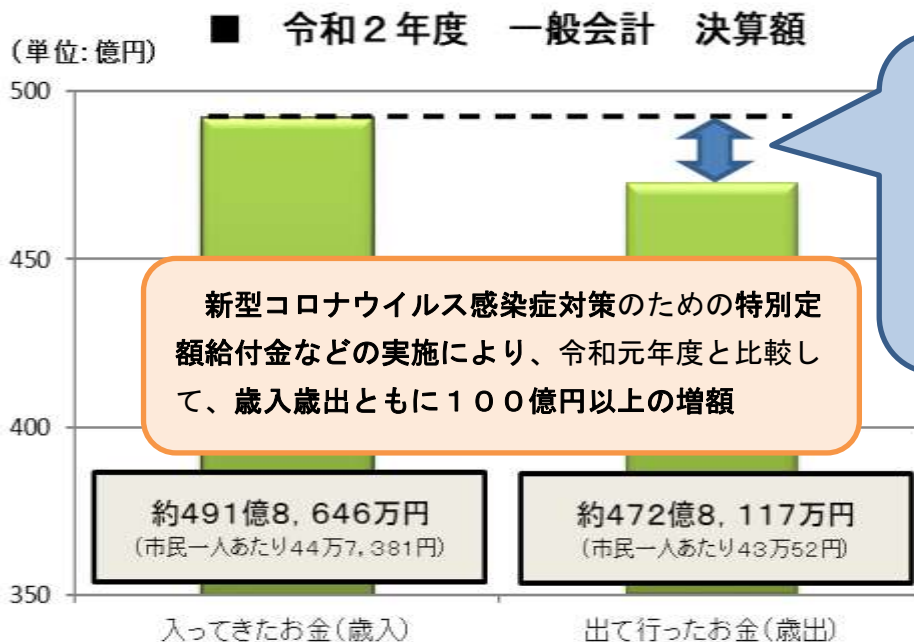 ■ 令和２年度 一般会計 決算額
（単位：億円）
500
450
400
350
新型コロナウイルス感染症対策のための特別定
額給付金などの実施により、令和元年度と比較し
て、歳入歳出ともに１００億円以上の増額
約491億8,646万円
（市民一人あたり44万7,381円）
約472億8,117万円
（市民一人あたり43万52円）
入ってきたお金（歳入）
出て行ったお金（歳出）